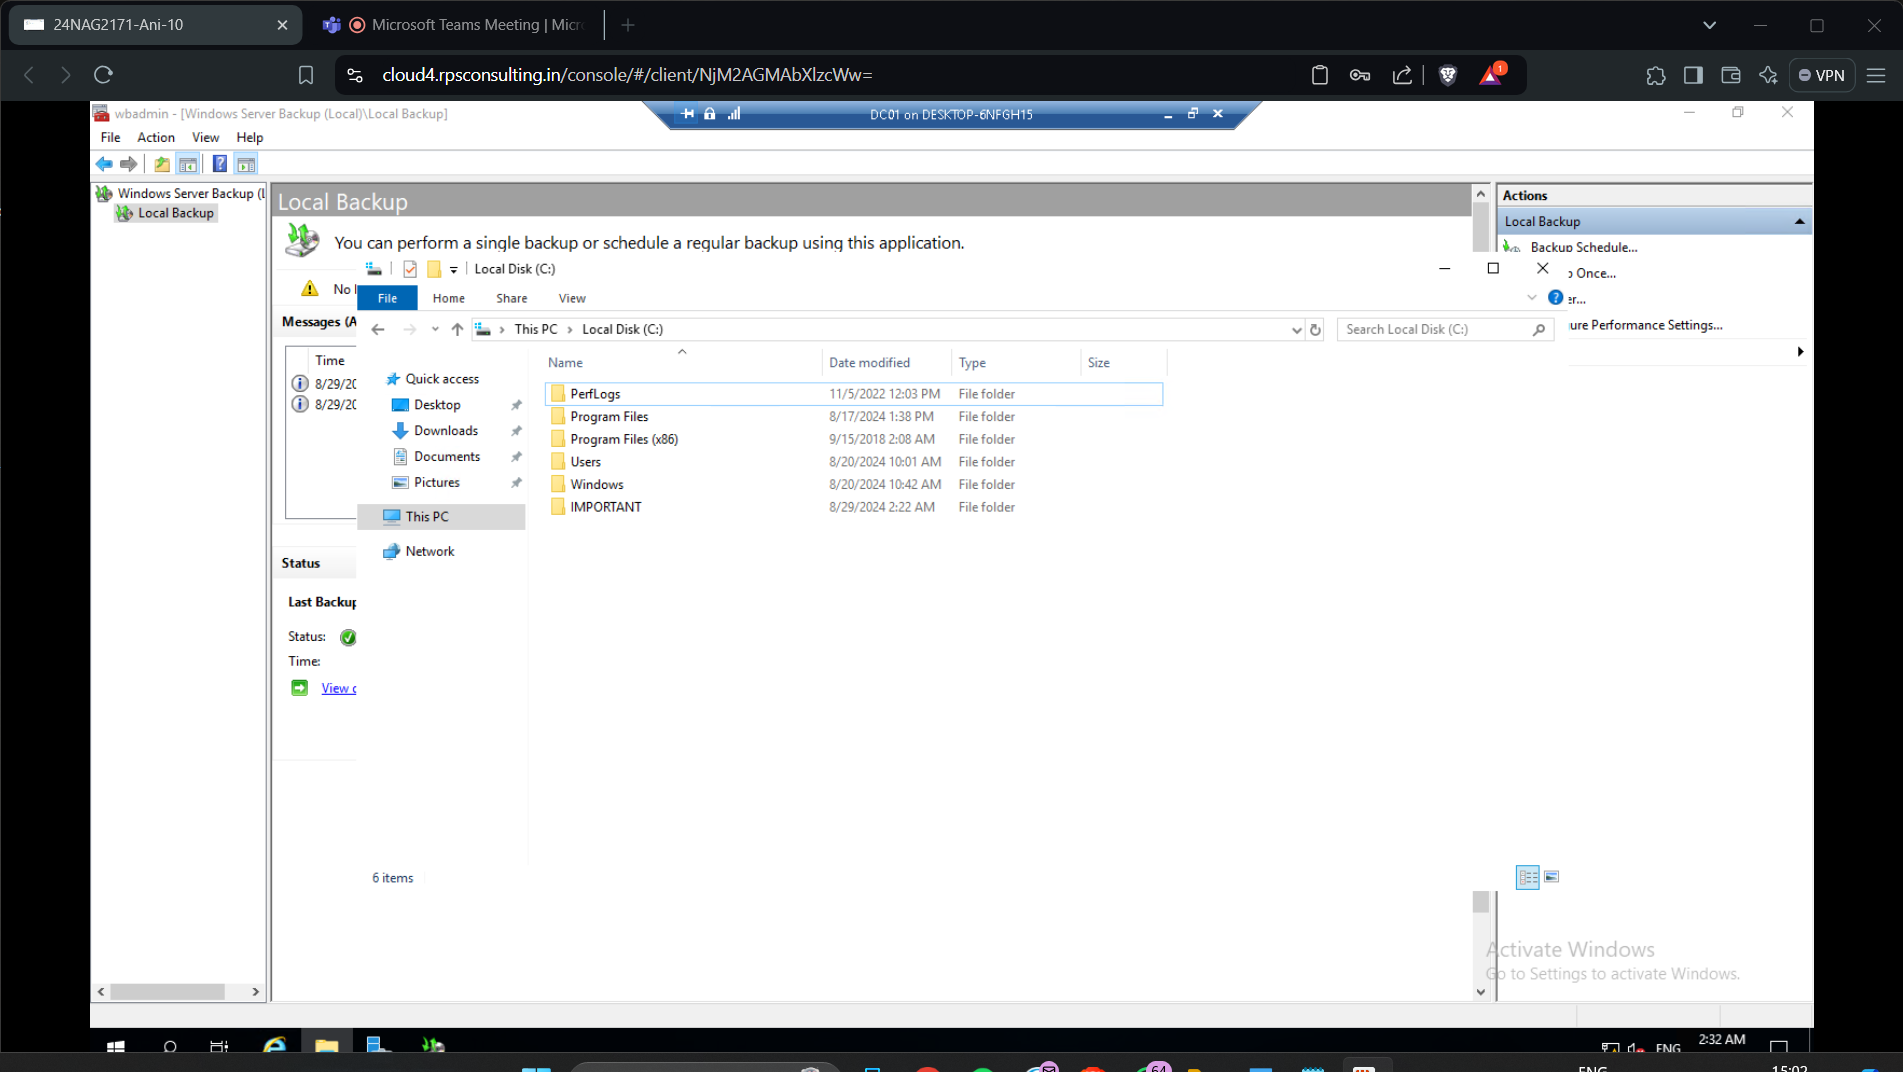 24NAG2171-Ani-10
Microsoft Teams Meeting | Micr
cloud4.rpsconsulting.in/console/#/client/NjM2AGMAbXlzcWw=
1
VPN
wbadmin - [Windows Server Backup (Local)\Local Backup]
DC01 on DESKTOP-6NFGH15
File Action View Help
Windows Server Backup (L
Local Backup
Local Backup
You can perform a single backup or schedule a regular backup using this application.
No
Messages (A
Time
8/29/20
8/29/20
Status
Last Backup
Status:
Time:
View
Local Disk (C:)
File Home Share View
This PC > Local Disk (C:)
Search Local Disk (C:)
Quick access
Desktop
Downloads
Documents
Pictures
This PC
Network
Name Date modified Type Size
PerfLogs 11/5/2022 12:03 PM File folder
Program Files 8/17/2024 1:38 PM File folder
Program Files (x86) 9/15/2018 2:08 AM File folder
Users 8/20/2024 10:01 AM File folder
Windows 8/20/2024 10:42 AM File folder
IMPORTANT 8/29/2024 2:22 AM File folder
6 items
Actions
Local Backup
Backup Schedule...
p Once...
er...
ure Performance Settings...
Activate Windows
Go to Settings to activate Windows.
ENG
2:32 AM
64
ENG
15:02